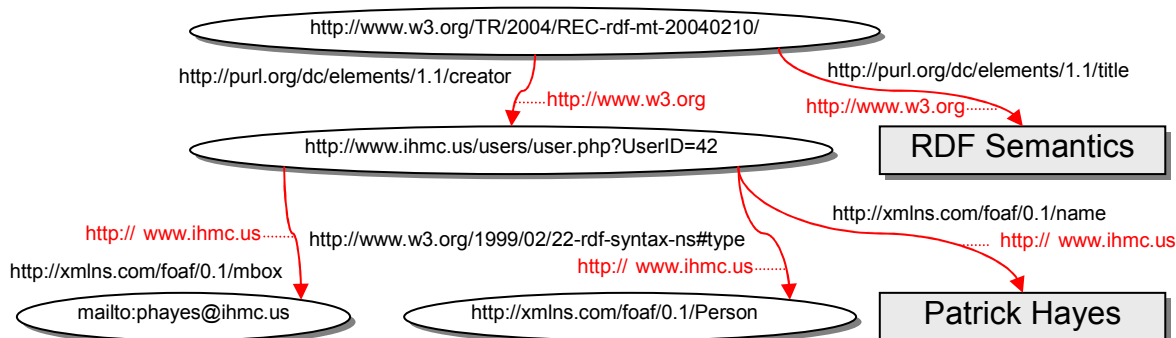 http://www.w3.org/TR/2004/REC-rdf-mt-20040210/
http://purl.org/dc/elements/1.1/creator
http://purl.org/dc/elements/1.1/title
http://www.w3.org
http://www.w3.org
http://www.ihmc.us/users/user.php?UserID=42
RDF Semantics
http://xmlns.com/foaf/0.1/name
http:// www.ihmc.us
http://www.w3.org/1999/02/22-rdf-syntax-ns#type
http:// www.ihmc.us
http:// www.ihmc.us
http://xmlns.com/foaf/0.1/mbox
mailto:phayes@ihmc.us
http://xmlns.com/foaf/0.1/Person
Patrick Hayes